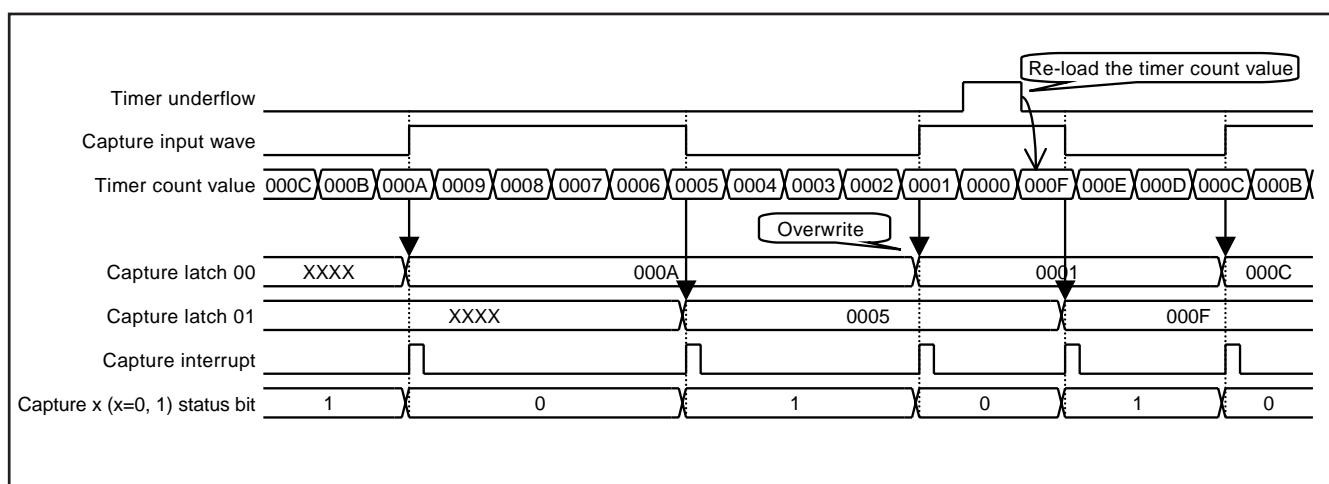 Re-load the timer count value
Timer underflow
Capture input wave
Timer count value 000C 000B 000A 0009 0008 0007 0006 0005 0004 0003 0002 0001 0000 000F 000E 000D 000C 000B
Overwrite
Capture latch 00 XXXX 000A 0001 000C
Capture latch 01 XXXX 0005 000F
Capture interrupt
Capture x (x=0, 1) status bit 1 0 1 0 1 0